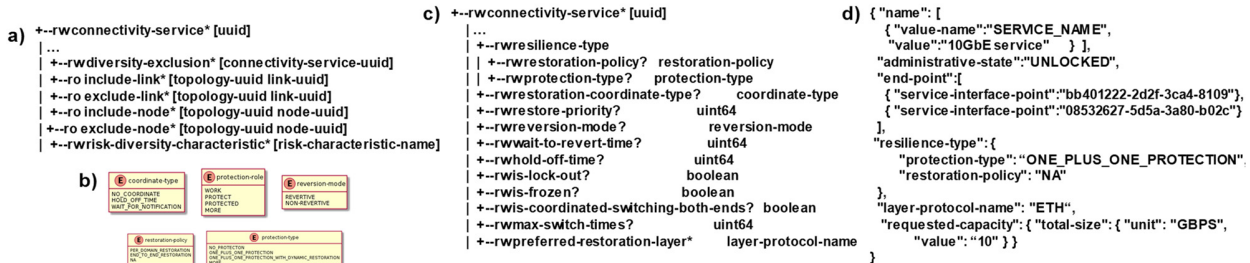 a)
+--rwconnectivity-service* [uuid]
| ...
| +--rwdiversity-exclusion* [connectivity-service-uuid]
| +--ro include-link* [topology-uuid link-uuid]
| +--ro exclude-link* [topology-uuid link-uuid]
| +--ro include-node* [topology-uuid node-uuid]
| +--ro exclude-node* [topology-uuid node-uuid]
| +--rwrisk-diversity-characteristic* [risk-characteristic-name]
b)
E coordinate-type
NO_COORDINATE
HOLD_OFF_TIME
WAIT_FOR_NOTIFICATION
E protection-role
WORK
PROTECT
PROTECTED
MORE
E reversion-mode
REVERTIVE
NON-REVERTIVE
E restoration-policy
PER_DOMAIN_RESTORATION
END_TO_END_RESTORATION
NA
E protection-type
NO_PROTECTON
ONE_PLUS_ONE_PROTECTION
ONE_PLUS_ONE_PROTECTION_WITH_DYNAMIC_RESTORATION
MORE
c)
+--rwconnectivity-service* [uuid]
|...
| +--rwresilience-type
| | +--rwrestoration-policy? restoration-policy
| | +--rwprotection-type? protection-type
| +--rwrestoration-coordinate-type? coordinate-type
| +--rwrestore-priority? uint64
| +--rwreversion-mode? reversion-mode
| +--rwwait-to-revert-time? uint64
| +--rwhold-off-time? uint64
| +--rwis-lock-out? boolean
| +--rwis-frozen? boolean
| +--rwis-coordinated-switching-both-ends? boolean
| +--rwmax-switch-times? uint64
| +--rwpreferred-restoration-layer* layer-protocol-name
d)
{ "name": [
{ "value-name":"SERVICE_NAME",
"value":"10GbE service" } ],
"administrative-state":"UNLOCKED",
"end-point":[
{ "service-interface-point":"bb401222-2d2f-3ca4-8109"},
{ "service-interface-point":"08532627-5d5a-3a80-b02c"}
],
"resilience-type": {
"protection-type": “ONE_PLUS_ONE_PROTECTION",
"restoration-policy": "NA"
},
"layer-protocol-name": "ETH“,
"requested-capacity": { "total-size": { "unit": "GBPS",
"value": “10" } }
}